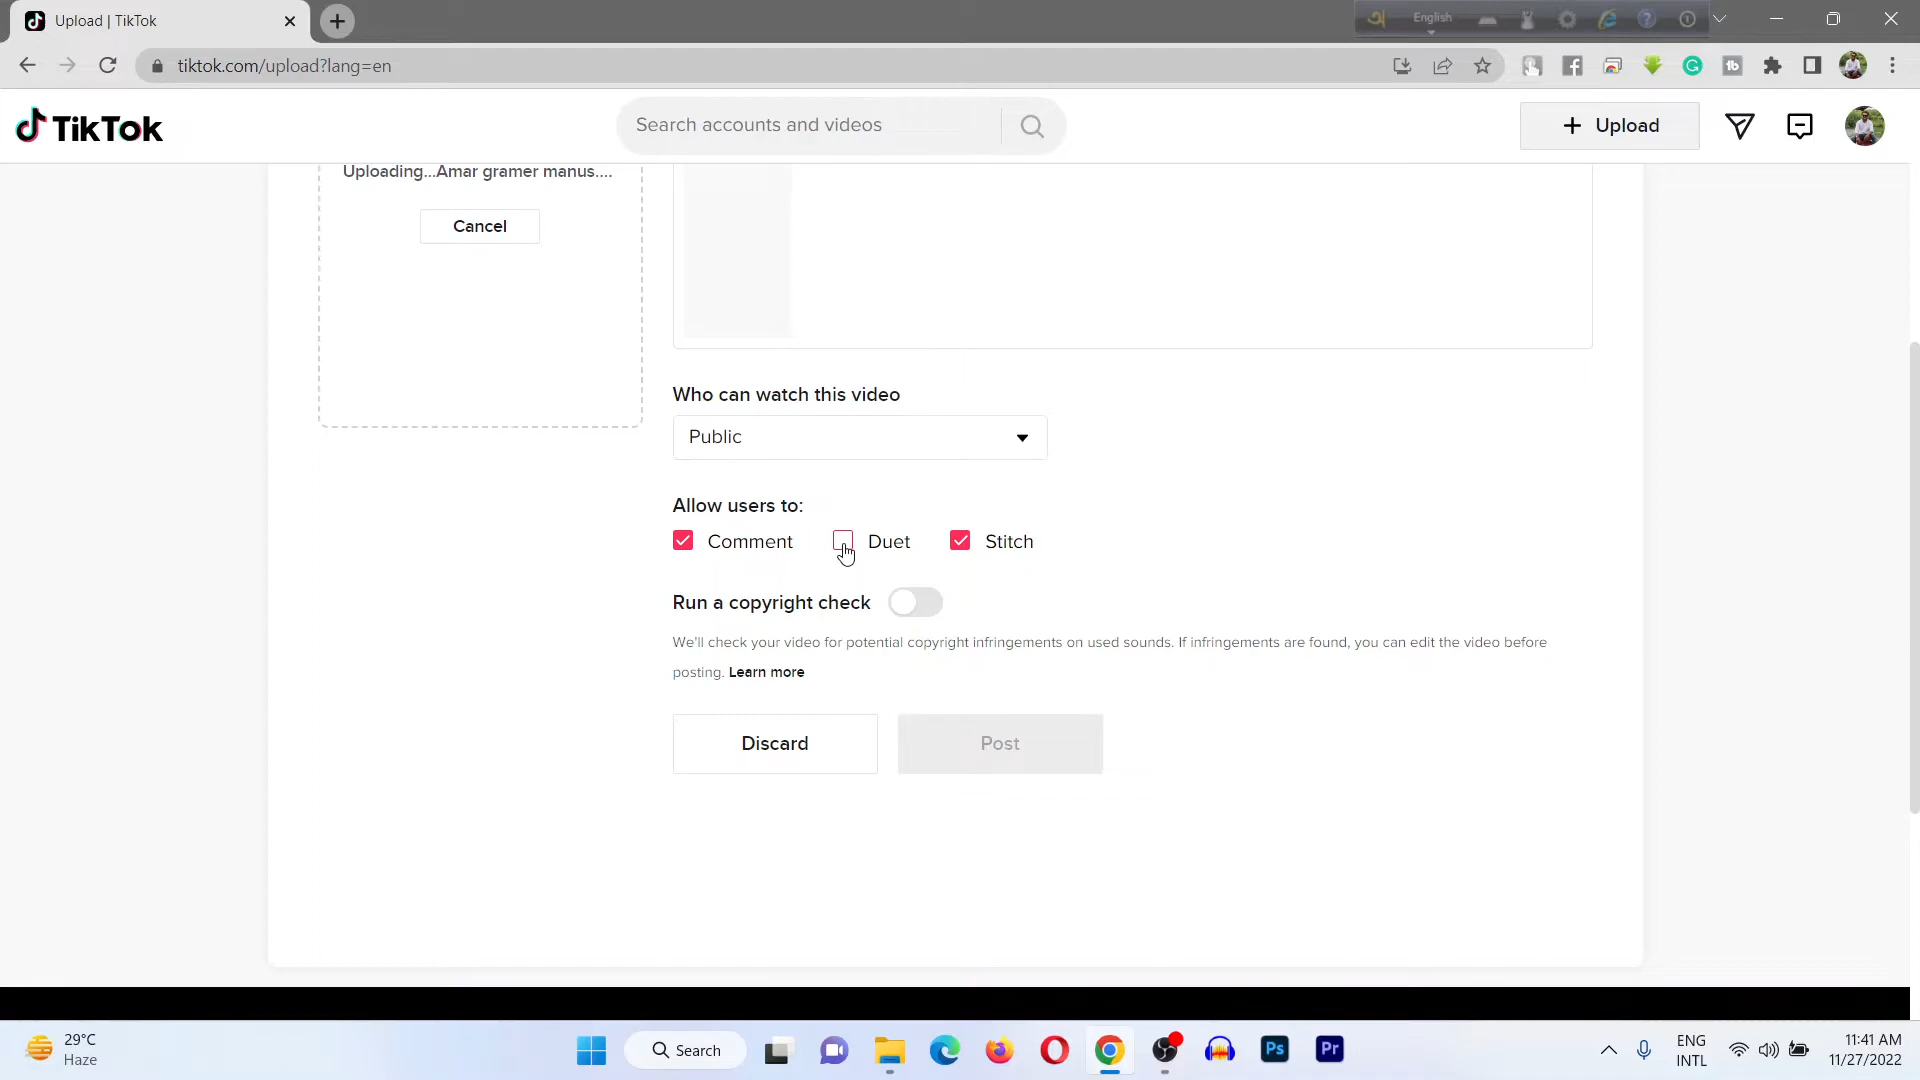 Upload | TikTok
English
tiktok.com/upload?lang=en
TikTok
Search accounts and videos
Upload
Uploading...Amar gramer manus....
Cancel
Who can watch this video
Public
Allow users to:
Comment Duet Stitch
Run a copyright check
We'll check your video for potential copyright infringements on used sounds. If infringements are found, you can edit the video before
posting. Learn more
Discard Post
29°C
Haze
Search
Ps
Pr
ENG
INTL
11:41 AM
11/27/2022